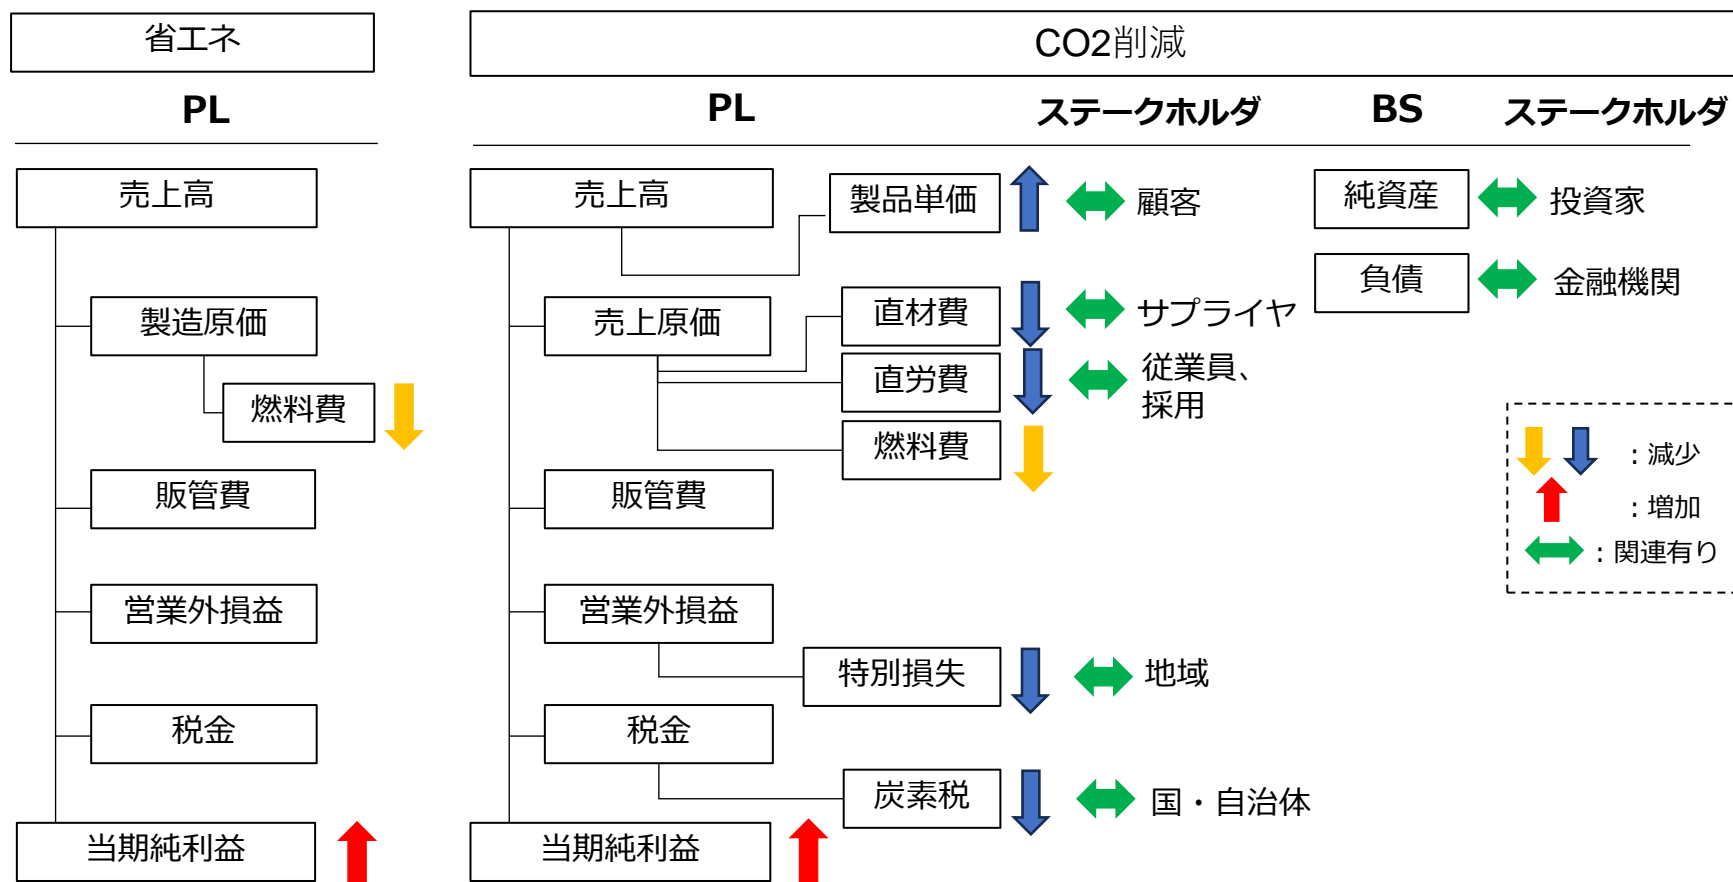 省エネ
CO2削減
PL
PL
ステークホルダ
BS
ステークホルダ
売上高
製造原価
燃料費
販管費
営業外損益
税金
当期純利益
売上高
製品単価
顧客
売上原価
直材費
サプライヤ
直労費
従業員、
採用
燃料費
販管費
営業外損益
特別損失
地域
税金
炭素税
国・自治体
当期純利益
純資産
投資家
負債
金融機関
：減少
：増加
：関連有り